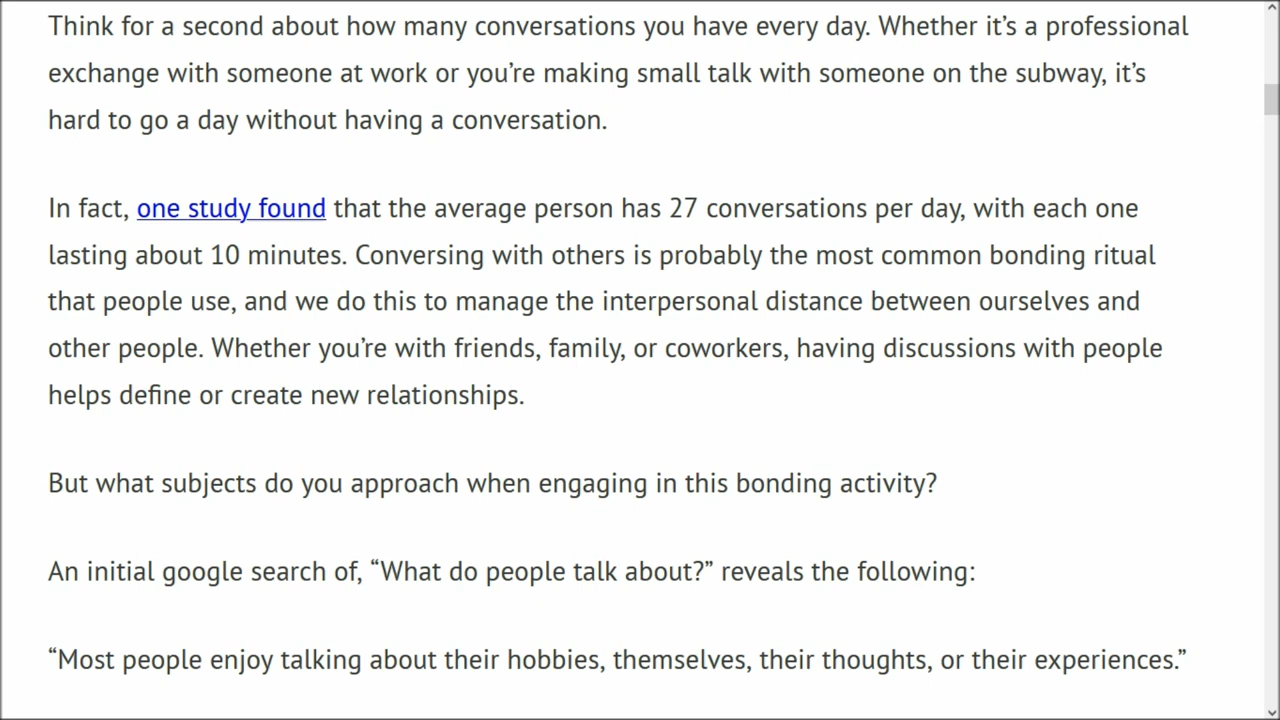 Think for a second about how many conversations you have every day. Whether it’s a professional
exchange with someone at work or you’re making small talk with someone on the subway, it’s
hard to go a day without having a conversation.
In fact, one study found that the average person has 27 conversations per day, with each one
lasting about 10 minutes. Conversing with others is probably the most common bonding ritual
that people use, and we do this to manage the interpersonal distance between ourselves and
other people. Whether you’re with friends, family, or coworkers, having discussions with people
helps define or create new relationships.
But what subjects do you approach when engaging in this bonding activity?
An initial google search of, “What do people talk about?” reveals the following:
“Most people enjoy talking about their hobbies, themselves, their thoughts, or their experiences.”